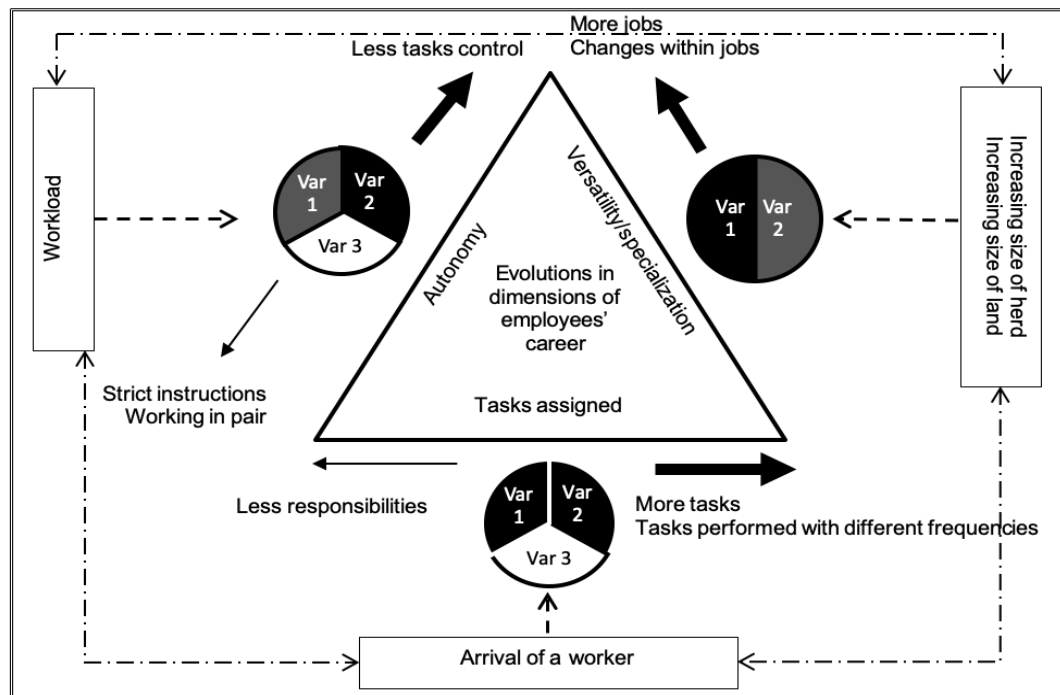 More jobs
Changes within jobs
Less tasks control
Workload
Var
1
Var
2
Var 3
Autonomy
Versatility/specialization
Var
1
Var
2
Increasing size of herd
Increasing size of land
Evolutions in
dimensions of
employees'
career
Strict instructions
Working in pair
Tasks assigned
Less responsibilities
Var
1
Var
2
Var 3
More tasks
Tasks performed with different frequencies
Arrival of a worker